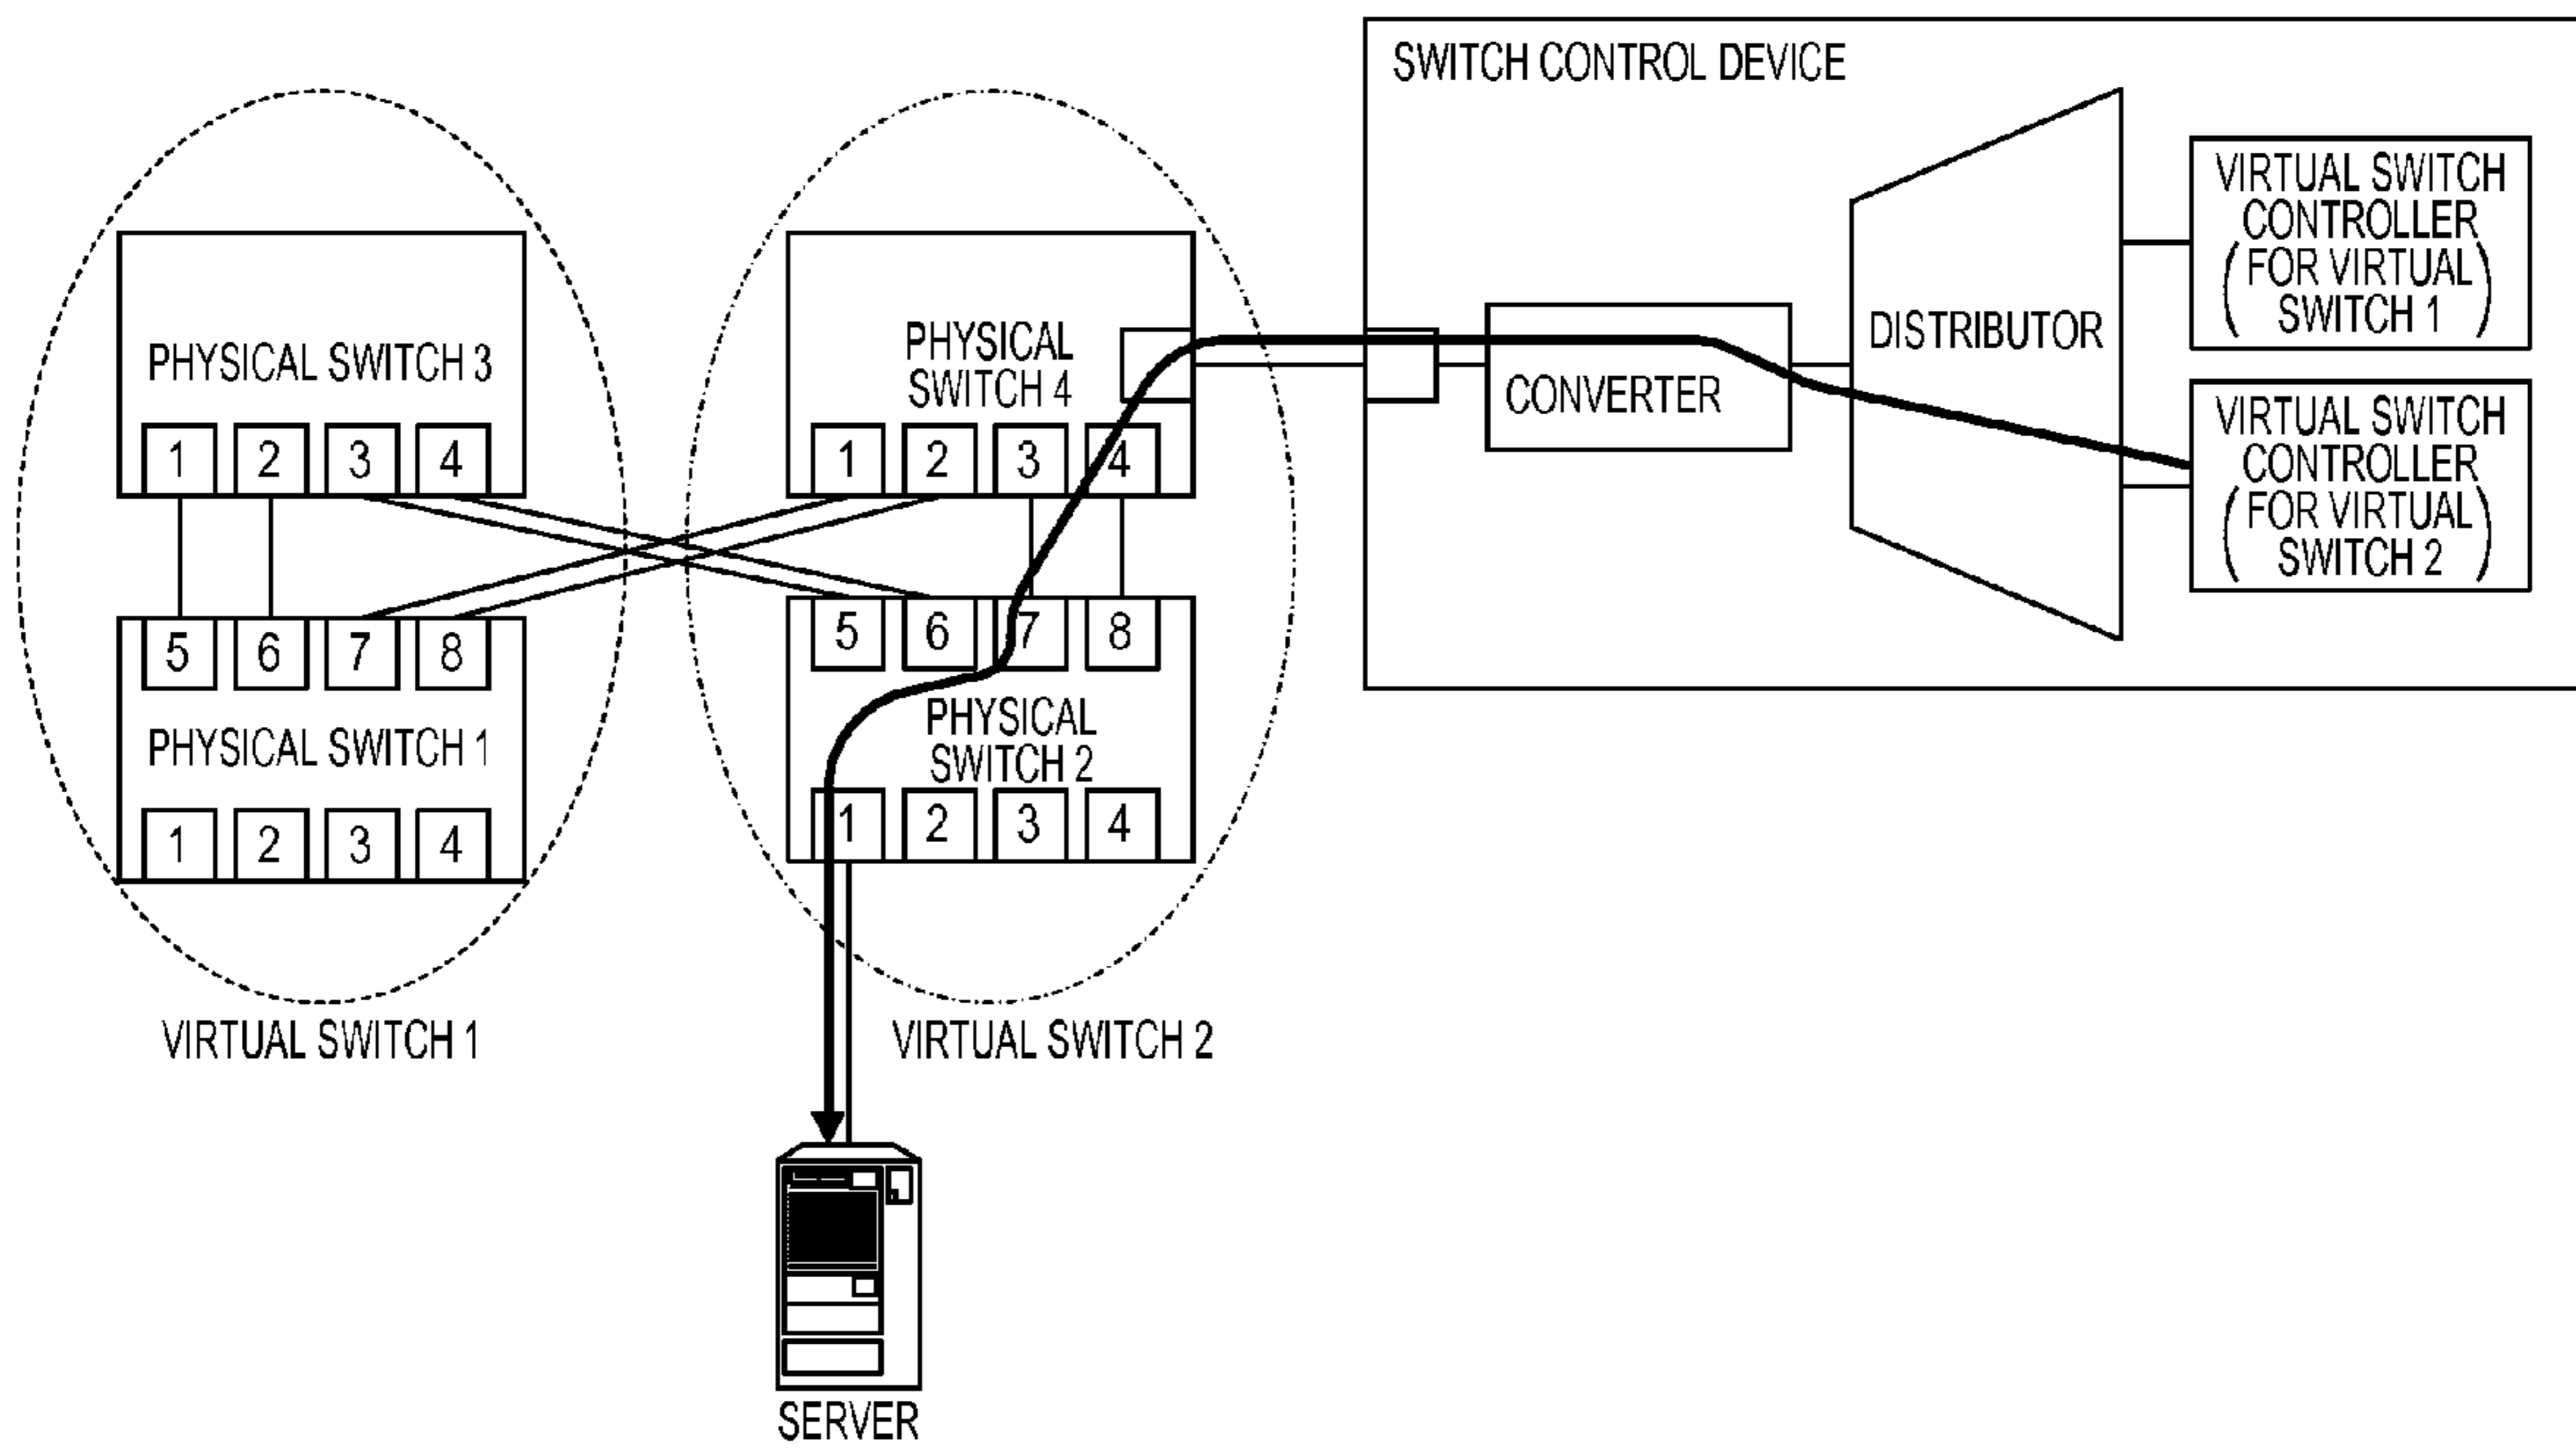 SWITCH CONTROL DEVICE
PHYSICAL SWITCH 3
1 2 3 4
5 6 7 8
PHYSICAL SWITCH 1
1 2 3 4
VIRTUAL SWITCH 1
PHYSICAL
SWITCH 4
1 2 3 4
5 6 7 8
PHYSICAL
SWITCH 2
1 2 3 4
VIRTUAL SWITCH 2
SERVER
CONVERTER
DISTRIBUTOR
VIRTUAL SWITCH
CONTROLLER
(FOR VIRTUAL
SWITCH 1)
VIRTUAL SWITCH
CONTROLLER
(FOR VIRTUAL
SWITCH 2)